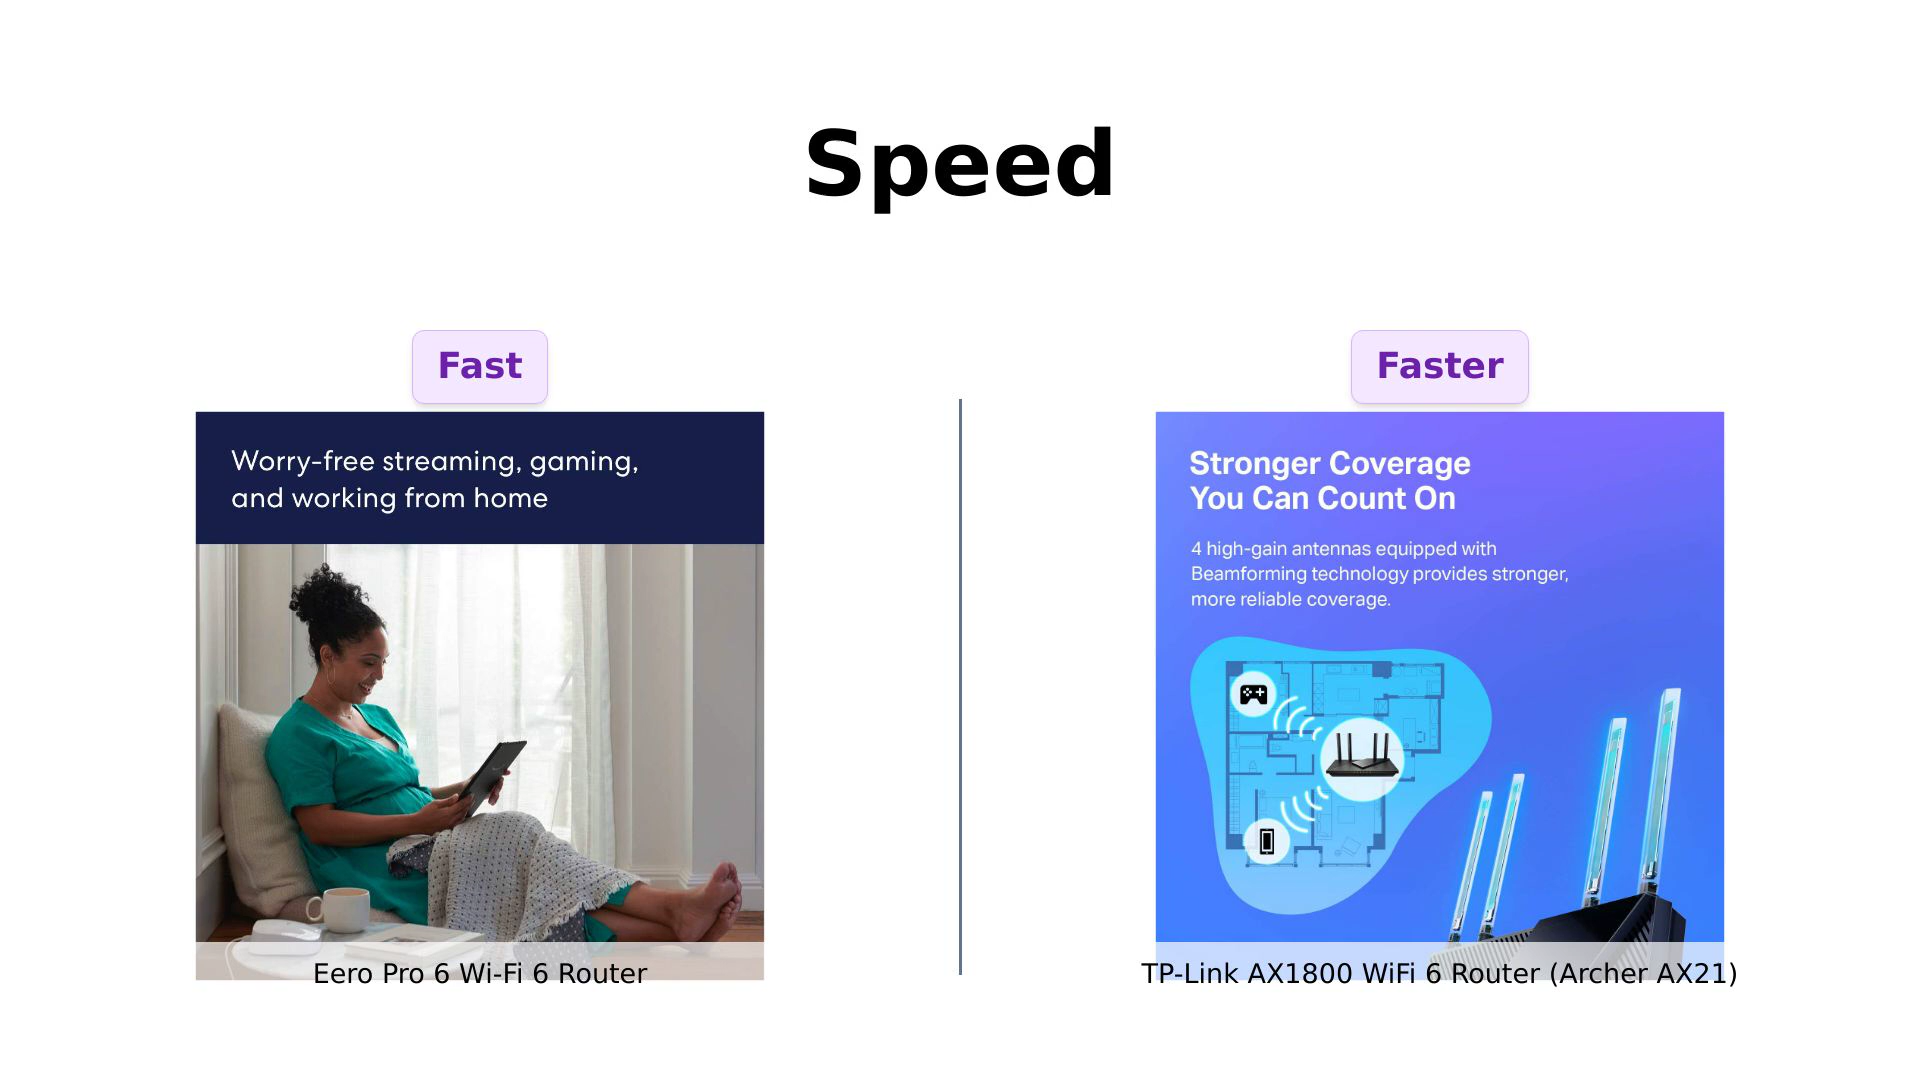 Speed
Fast
Worry-free streaming, gaming,
and working from home
Eero Pro 6 Wi-Fi 6 Router
Faster
Stronger Coverage
You Can Count On
4 high-gain antennas equipped with
Beamforming technology provides stronger,
more reliable coverage.
TP-Link AX1800 WiFi 6 Router (Archer AX21)